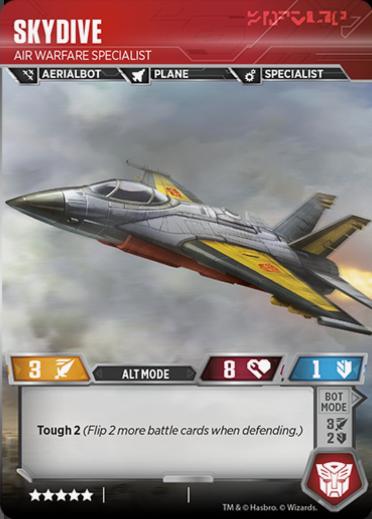 SKYDIVE
AIR WARFARE SPECIALIST
AERIALBOT PLANE SPECIALIST
3 ALT MODE 8 1
BOT
MODE
3
2
Tough 2 (Flip 2 more battle cards when defending.)
TM & © Hasbro. © Wizards.